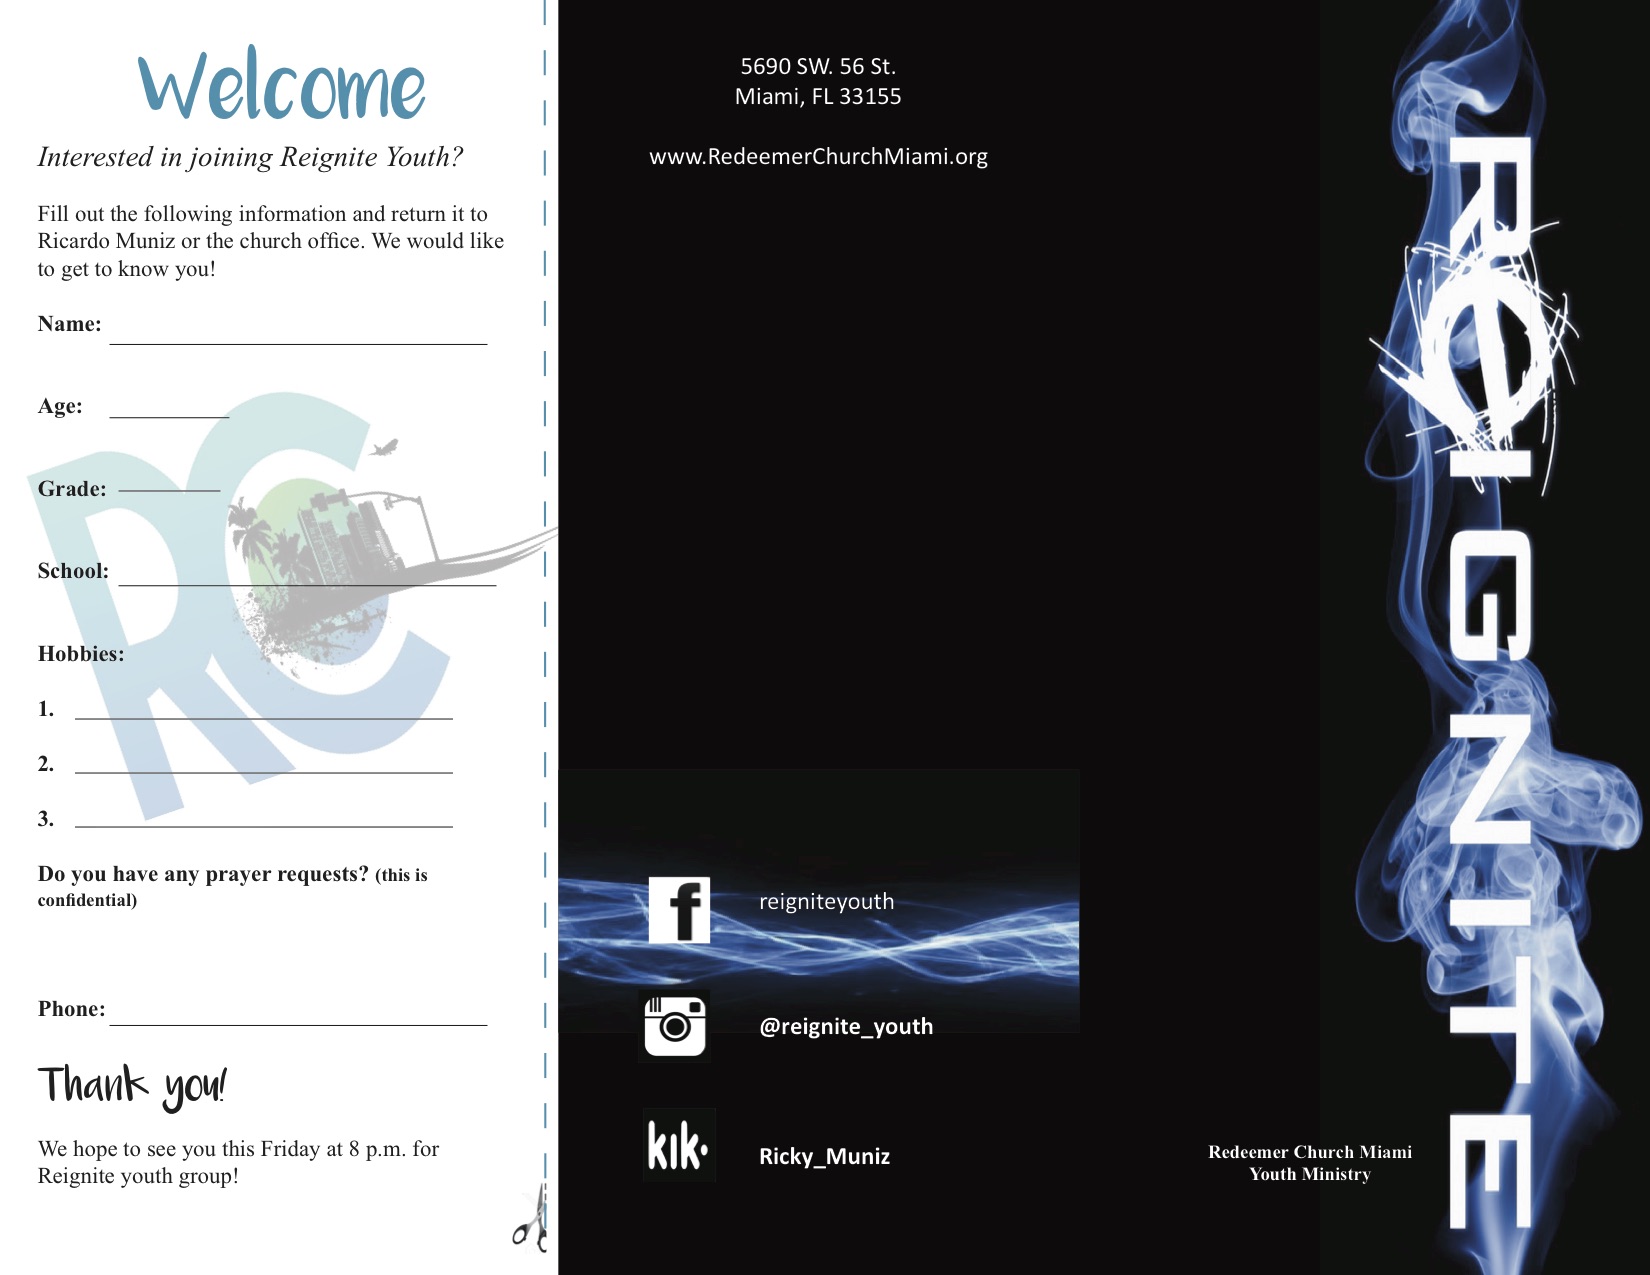 Welcome
Interested in joining Reignite Youth?
Fill out the following information and return it to
Ricardo Muniz or the church office. We would like
to get to know you!
Name:
Age:
Grade:
School:
Hobbies:
1.
2.
3.
Do you have any prayer requests? (this is
confidential)
Phone:
Thank you!
We hope to see you this Friday at 8 p.m. for
Reignite youth group!
RC
5690 SW. 56 St.
Miami, FL 33155
www.RedeemerChurchMiami.org
f
reigniteyouth
@reignite_youth
kik.
Ricky_Muniz
Redeemer Church Miami
Youth Ministry
ReIGNITE